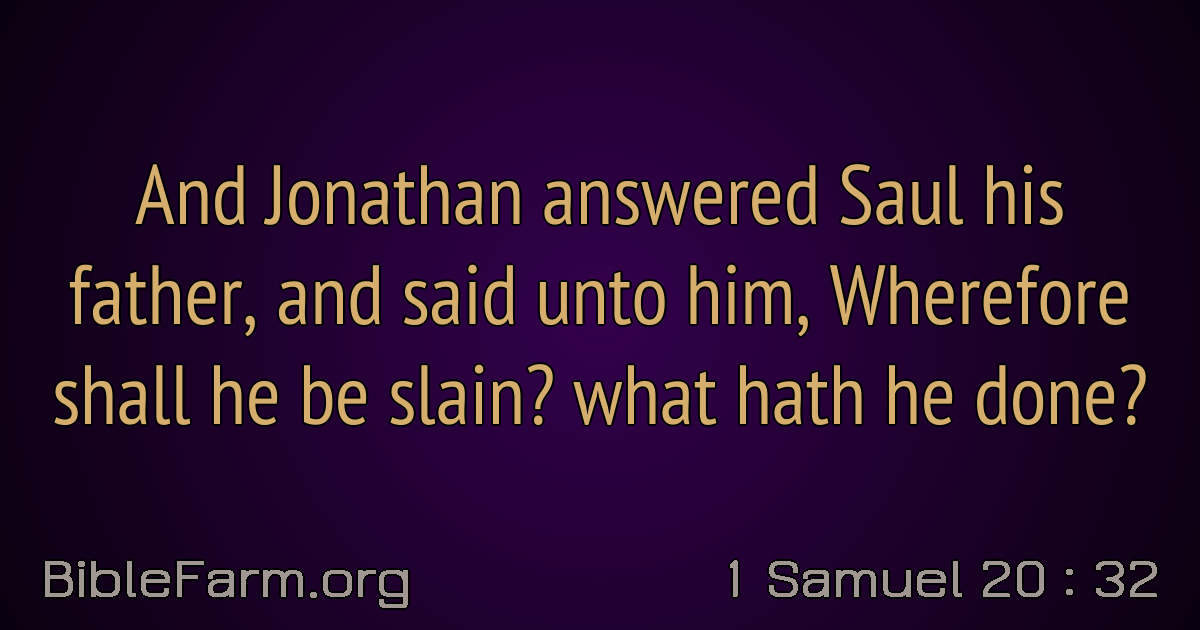 And Jonathan answered Saul his
father, and said unto him, Wherefore
shall he be slain? what hath he done?
BibleFarm.org
1 Samuel 20 : 32